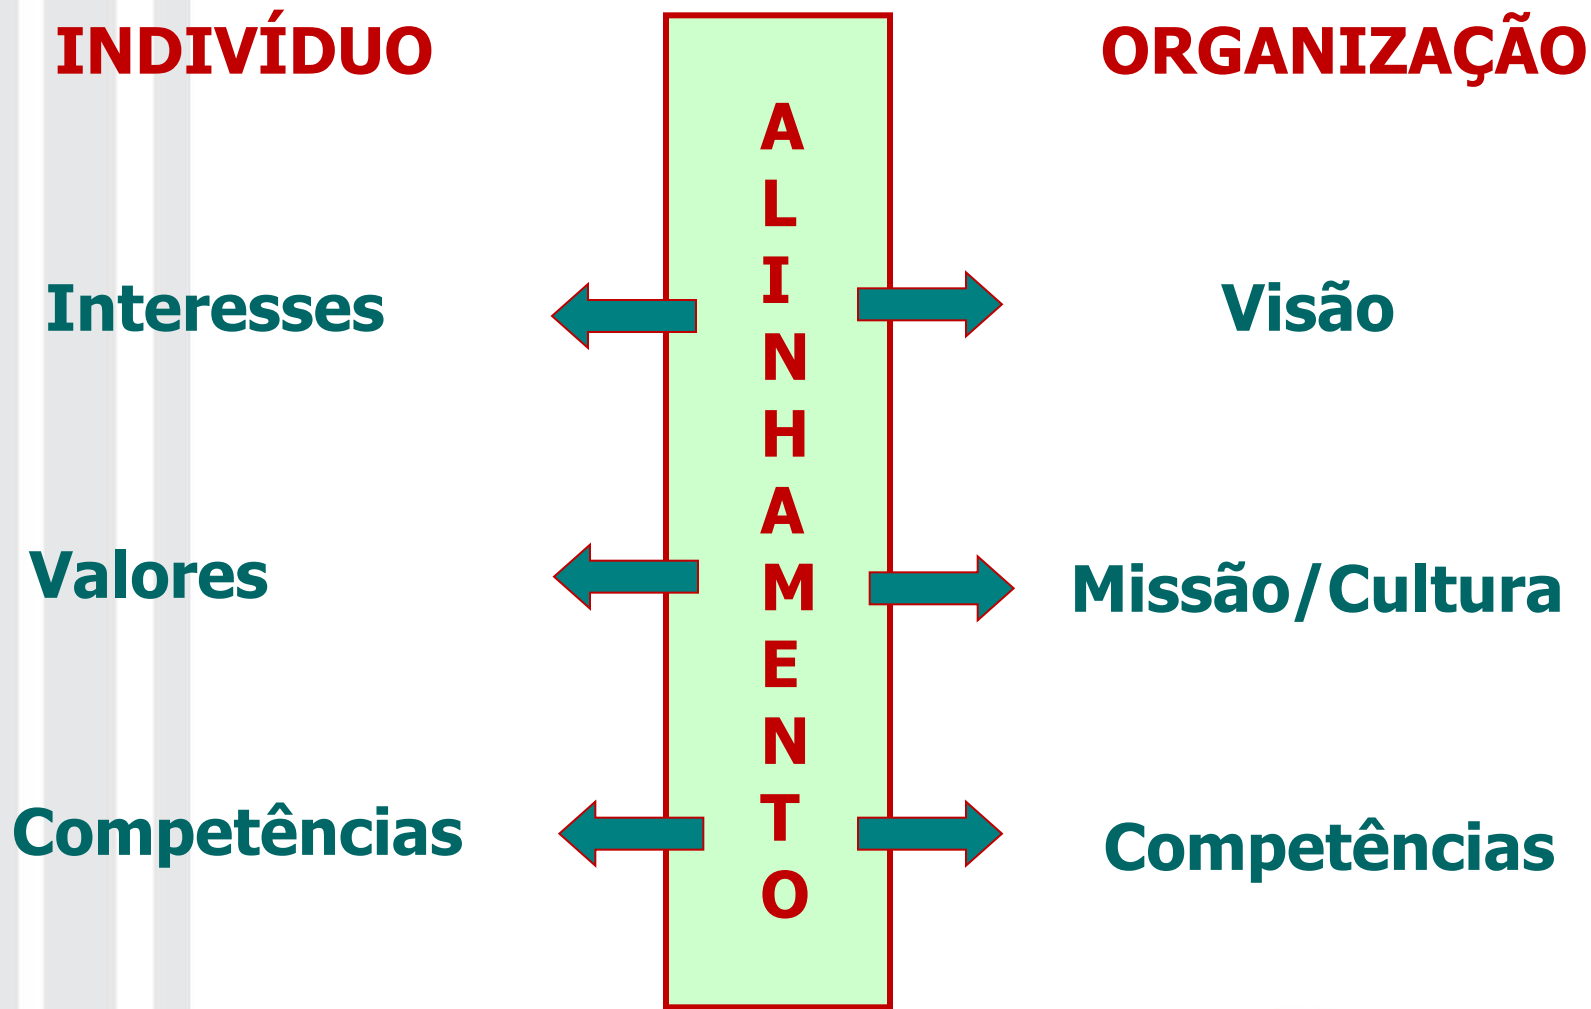 INDIVÍDUO
ORGANIZAÇÃO
A
L
I
N
H
A
M
E
N
T
O
Interesses
Visão
Valores
Missão/Cultura
Competências
Competências